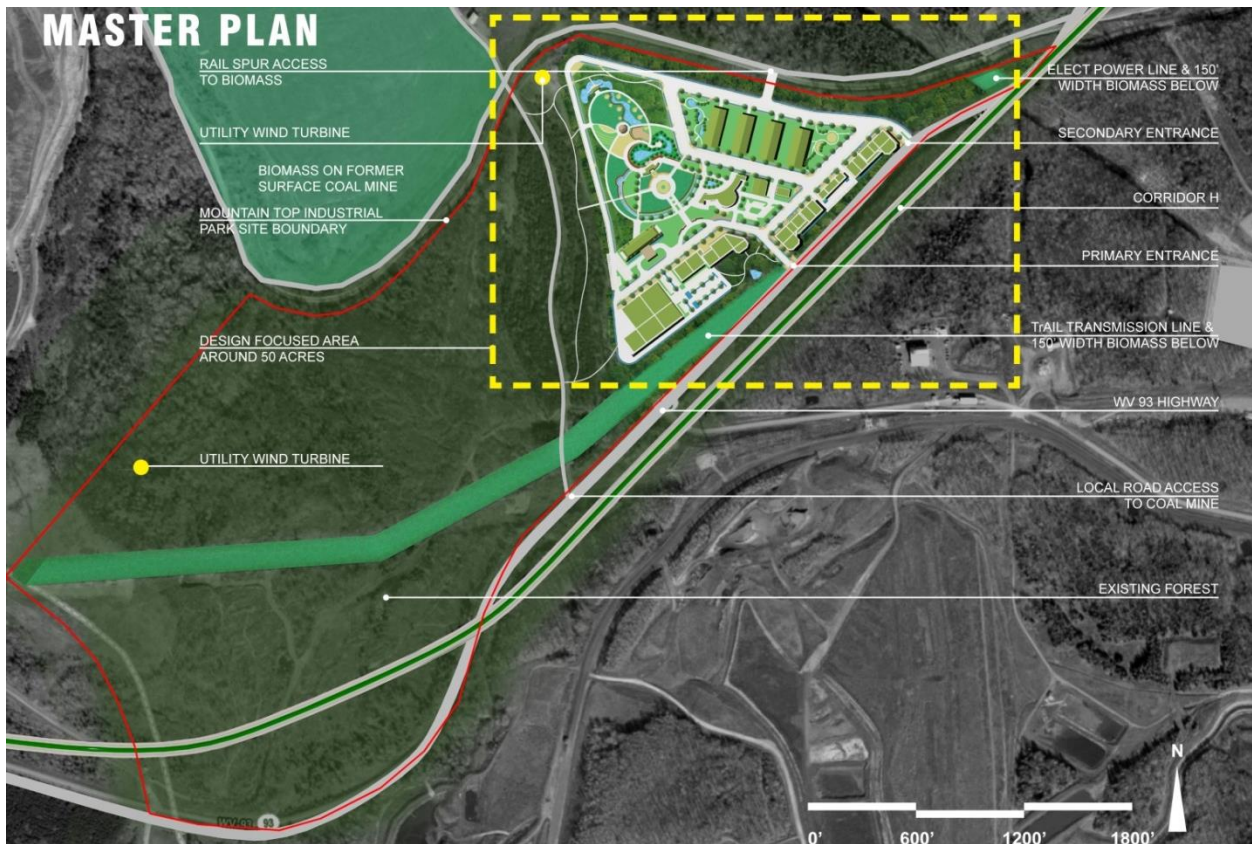 MASTER PLAN
RAIL SPUR ACCESS
TO BIOMASS
UTILITY WIND TURBINE
BIOMASS ON FORMER
SURFACE COAL MINE
MOUNTAIN TOP INDUSTRIAL
PARK SITE BOUNDARY
DESIGN FOCUSED AREA
AROUND 50 ACRES
UTILITY WIND TURBINE
ELECT POWER LINE & 150'
WIDTH BIOMASS BELOW
SECONDARY ENTRANCE
CORRIDOR H
PRIMARY ENTRANCE
TrAIL TRANSMISSION LINE &
150' WIDTH BIOMASS BELOW
WV 93 HIGHWAY
LOCAL ROAD ACCESS
TO COAL MINE
EXISTING FOREST
WV-93 93
N
0' 600' 1200' 1800'